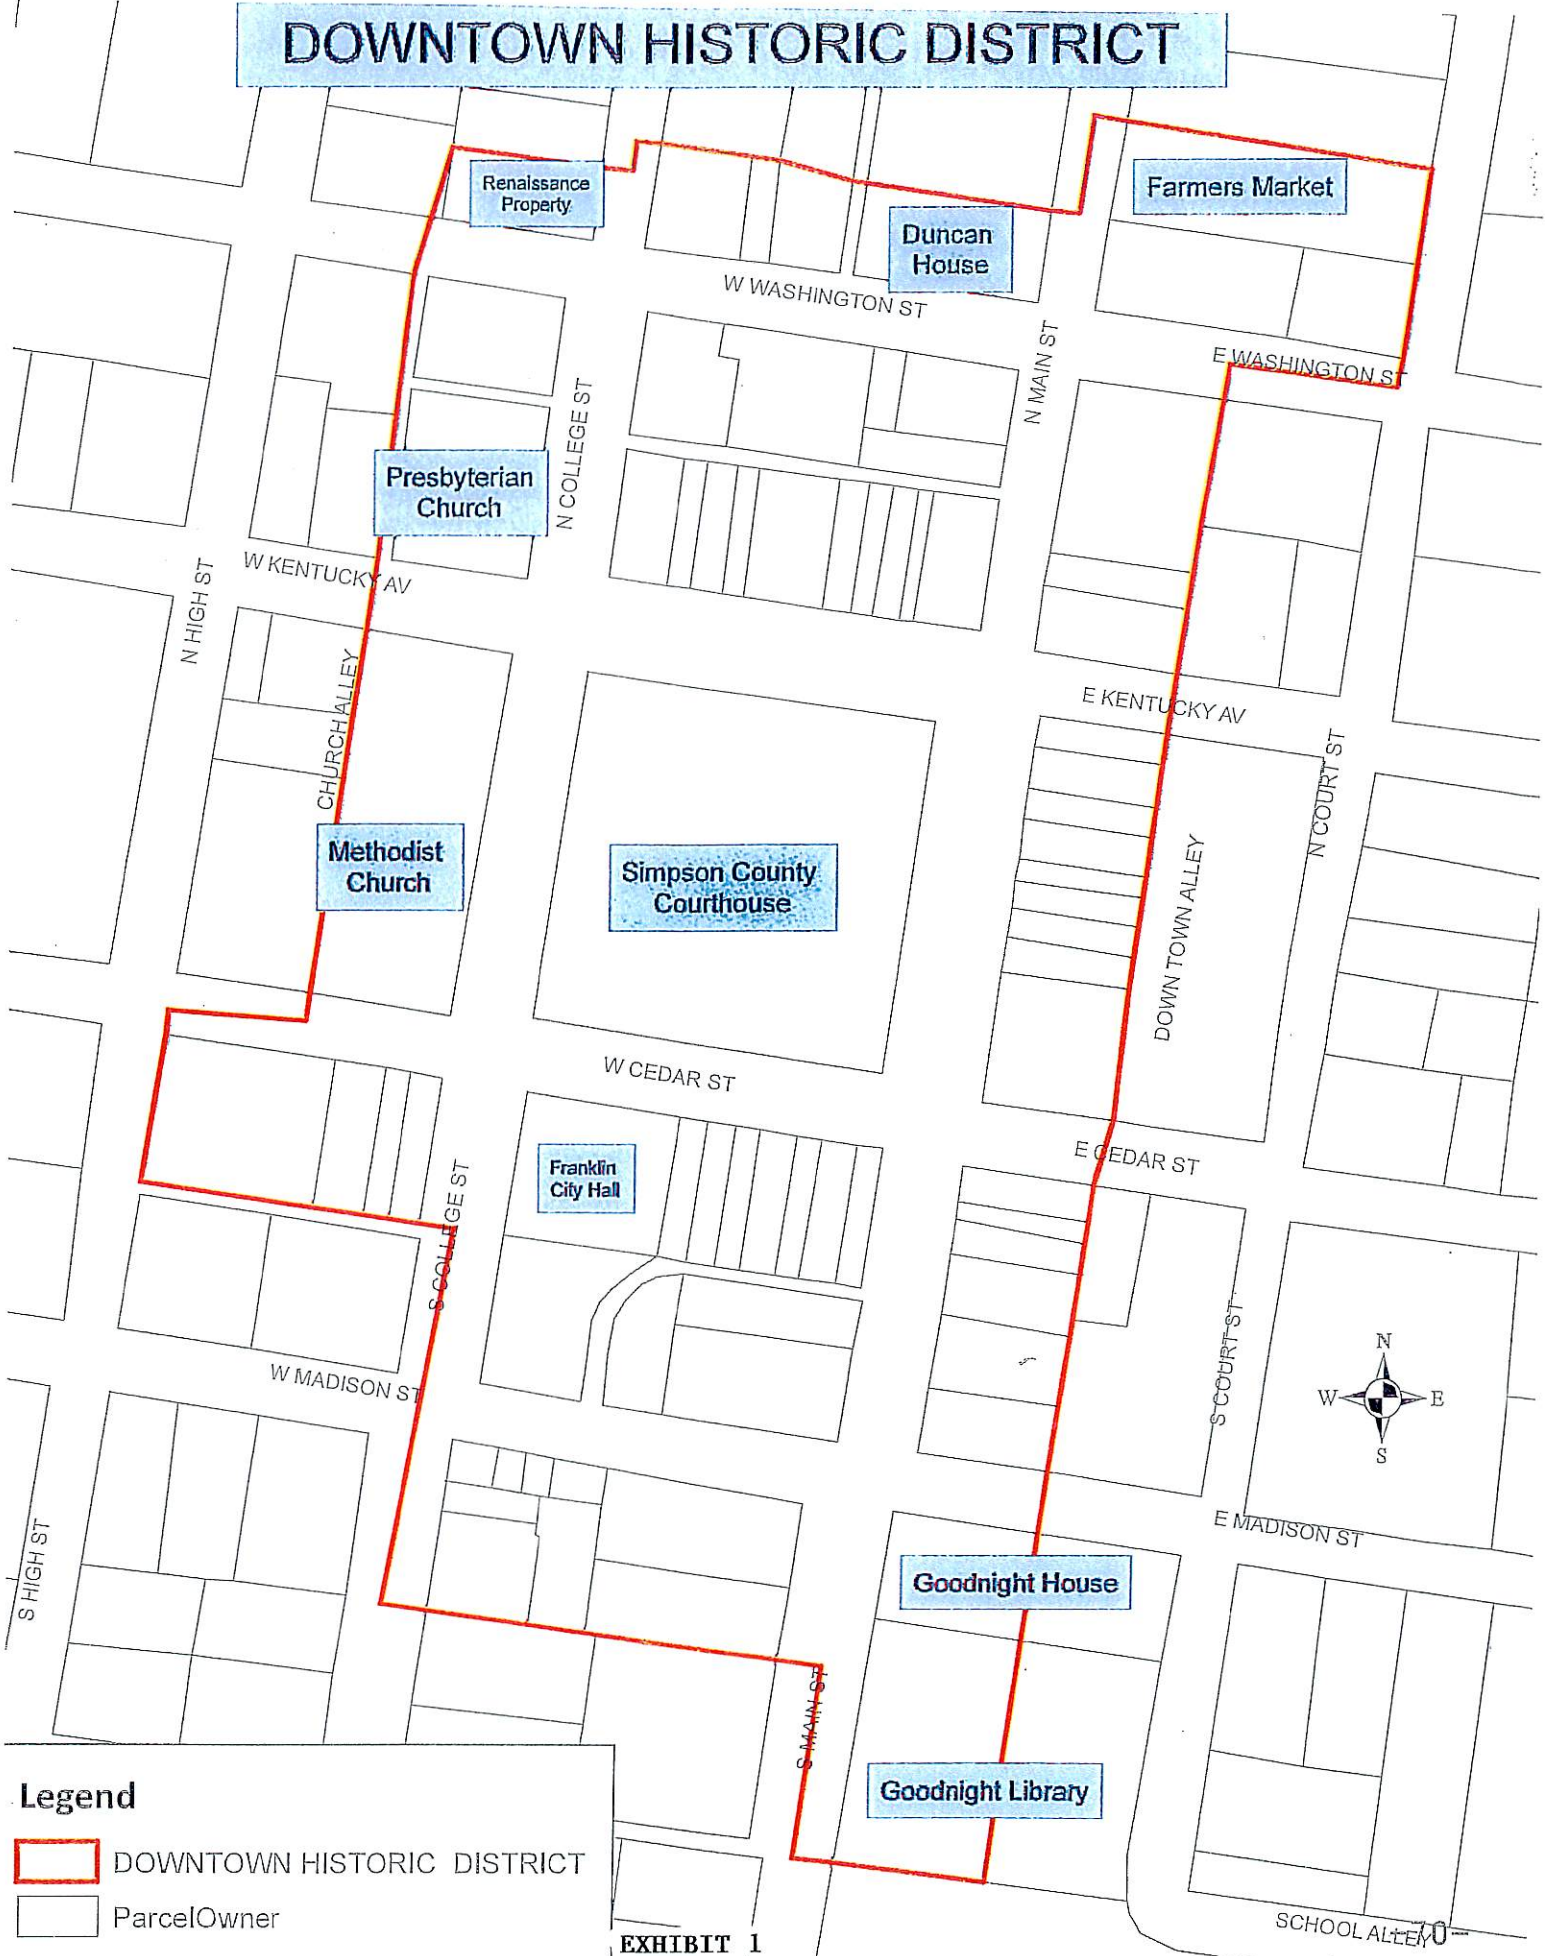 DOWNTOWN HISTORIC DISTRICT
Renaissance
Property
Farmers Market
Duncan
House
W WASHINGTON ST
N MAIN ST
E WASHINGTON ST
N COLLEGE ST
Presbyterian
Church
W KENTUCKY AV
N HIGH ST
CHURCH ALLEY
E KENTUCKY AV
N COURT ST
Methodist
Church
Simpson County
Courthouse
DOWN TOWN ALLEY
W CEDAR ST
E CEDAR ST
Franklin
City Hall
S COLLEGE ST
S COURT ST
N
W E
S
W MADISON ST
E MADISON ST
S HIGH ST
Goodnight House
S MAIN ST
Goodnight Library
Legend
DOWNTOWN HISTORIC DISTRICT
ParcelOwner
SCHOOL ALLEY
-70-
EXHIBIT 1